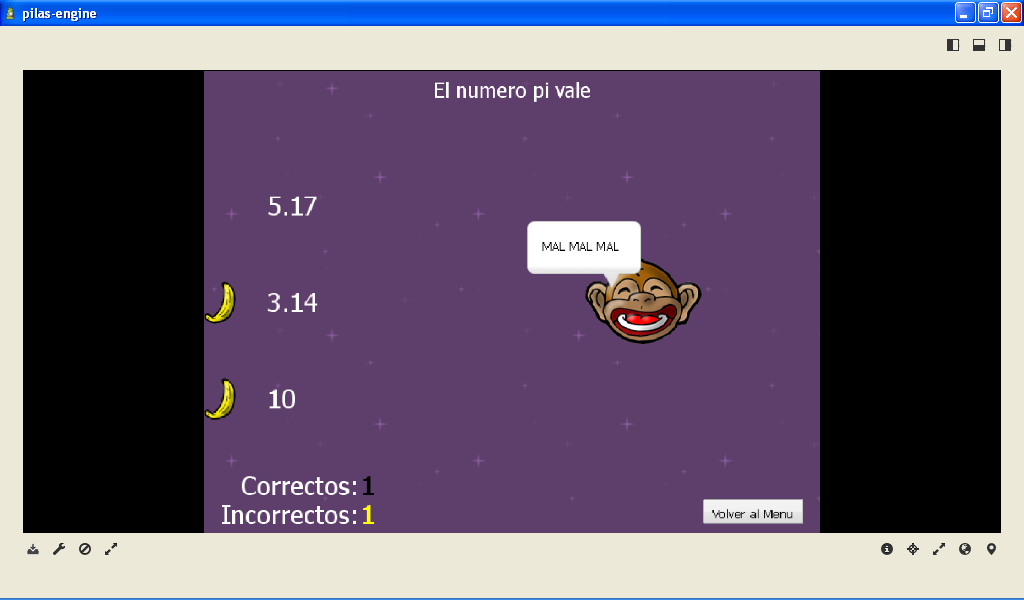 pilas-engine
El numero pi vale
5.17
MAL MAL MAL
3.14
10
Correctos: 1
Incorrectos: 1
Volver al Menu